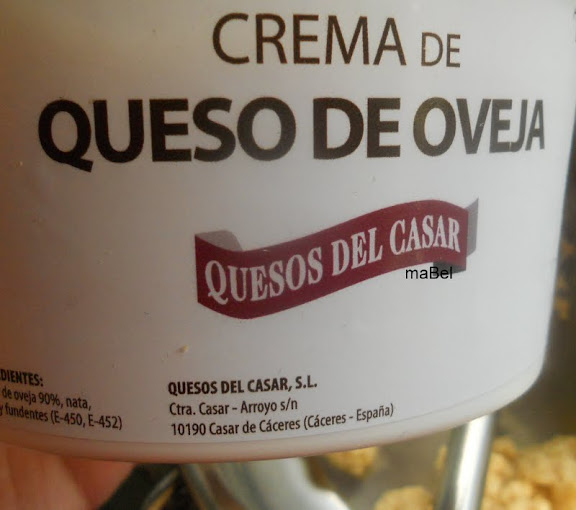 CREMA DE
QUESO DE OVEJA
QUESOS DEL CASAR
maBel
DIENTES:
de oveja 90%, nata,
y fundentes (E-450, E-452)
QUESOS DEL CASAR, S.L.
Ctra. Casar - Arroyo s/n
10190 Casar de Cáceres (Cáceres - España)